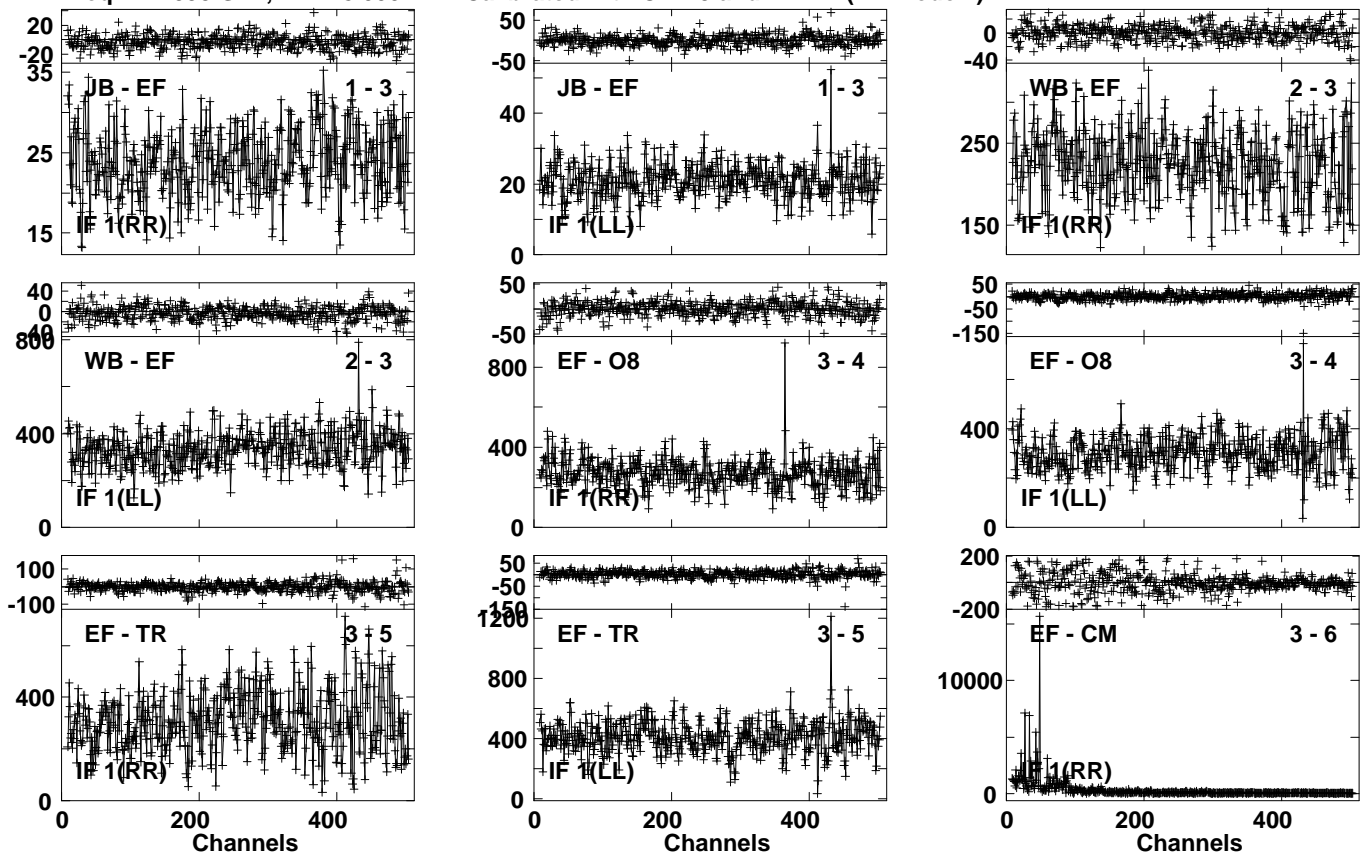 20
-20
JB - EF 1 - 3
35
25
15
IF 1(RR)
50
-50
JB - EF 1 - 3
40
20
0
IF 1(LL)
0
-40
WB - EF 2 - 3
250
150
IF 1(RR)
40
0
-40
WB - EF 2 - 3
800
400
0
IF 1(LL)
50
-50
EF - O8 3 - 4
800
400
0
IF 1(RR)
50
-50
-150
EF - O8 3 - 4
400
0
IF 1(LL)
100
-100
EF - TR 3 - 5
400
0
IF 1(RR)
0 200 400
Channels
50
-50
-150
EF - TR 3 - 5
1200
800
400
0
IF 1(LL)
0 200 400
Channels
200
-200
EF - CM 3 - 6
10000
0
IF 1(RR)
0 200 400
Channels